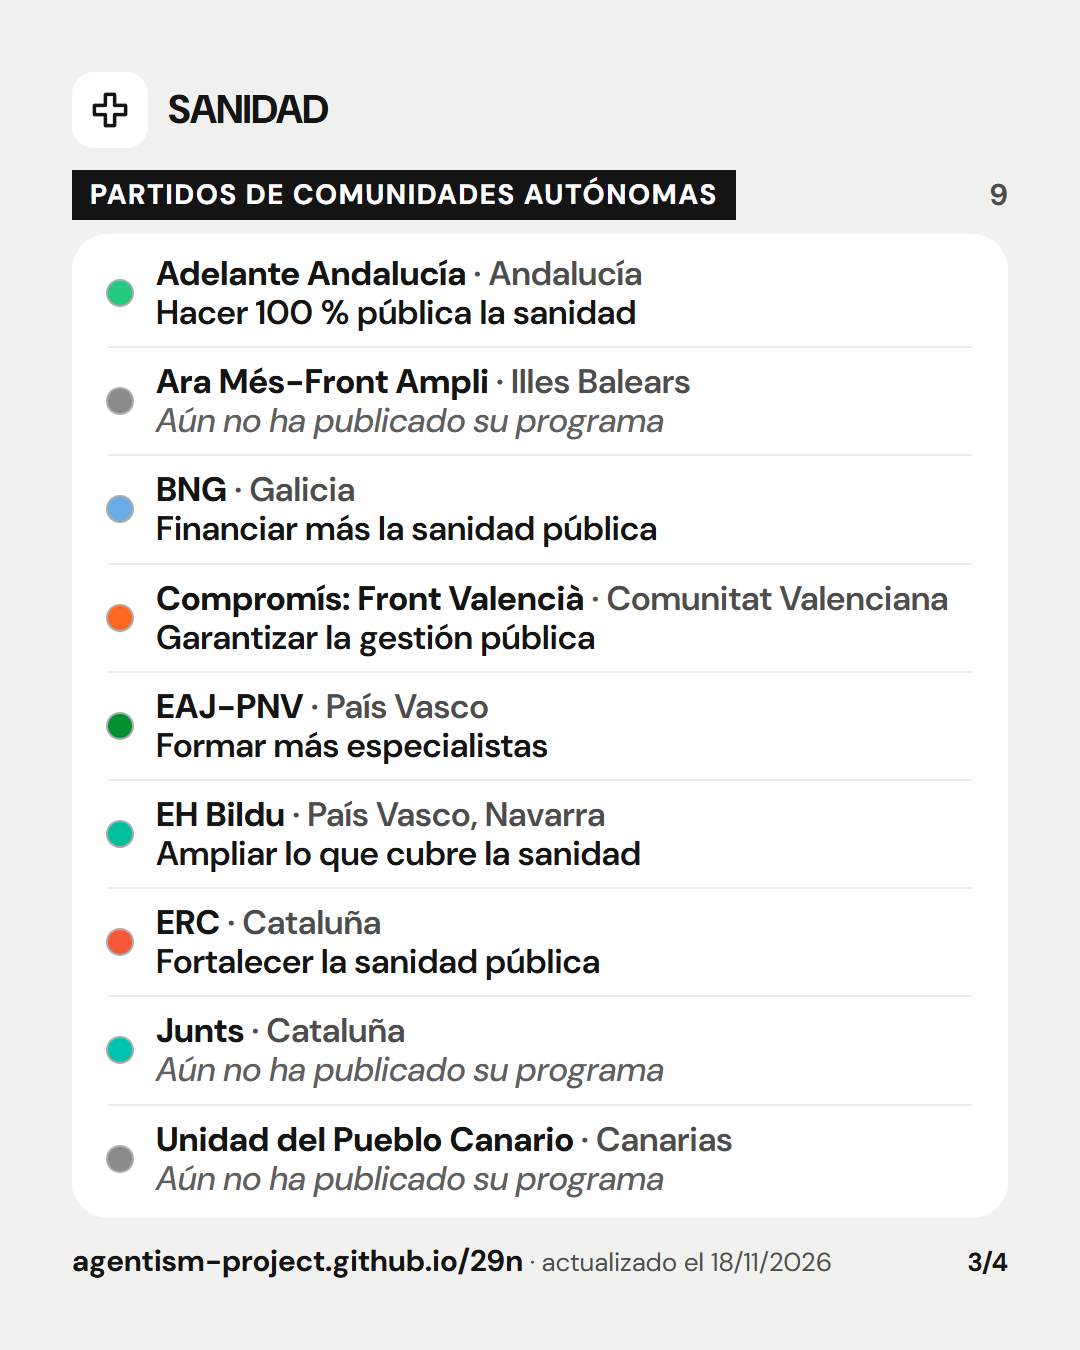 SANIDAD
PARTIDOS DE COMUNIDADES AUTÓNOMAS 9
Adelante Andalucía · Andalucía
Hacer 100 % pública la sanidad
Ara Més-Front Ampli · Illes Balears
Aún no ha publicado su programa
BNG · Galicia
Financiar más la sanidad pública
Compromís: Front Valencià · Comunitat Valenciana
Garantizar la gestión pública
EAJ-PNV · País Vasco
Formar más especialistas
EH Bildu · País Vasco, Navarra
Ampliar lo que cubre la sanidad
ERC · Cataluña
Fortalecer la sanidad pública
Junts · Cataluña
Aún no ha publicado su programa
Unidad del Pueblo Canario · Canarias
Aún no ha publicado su programa
agentism-project.github.io/29n · actualizado el 18/11/2026 3/4